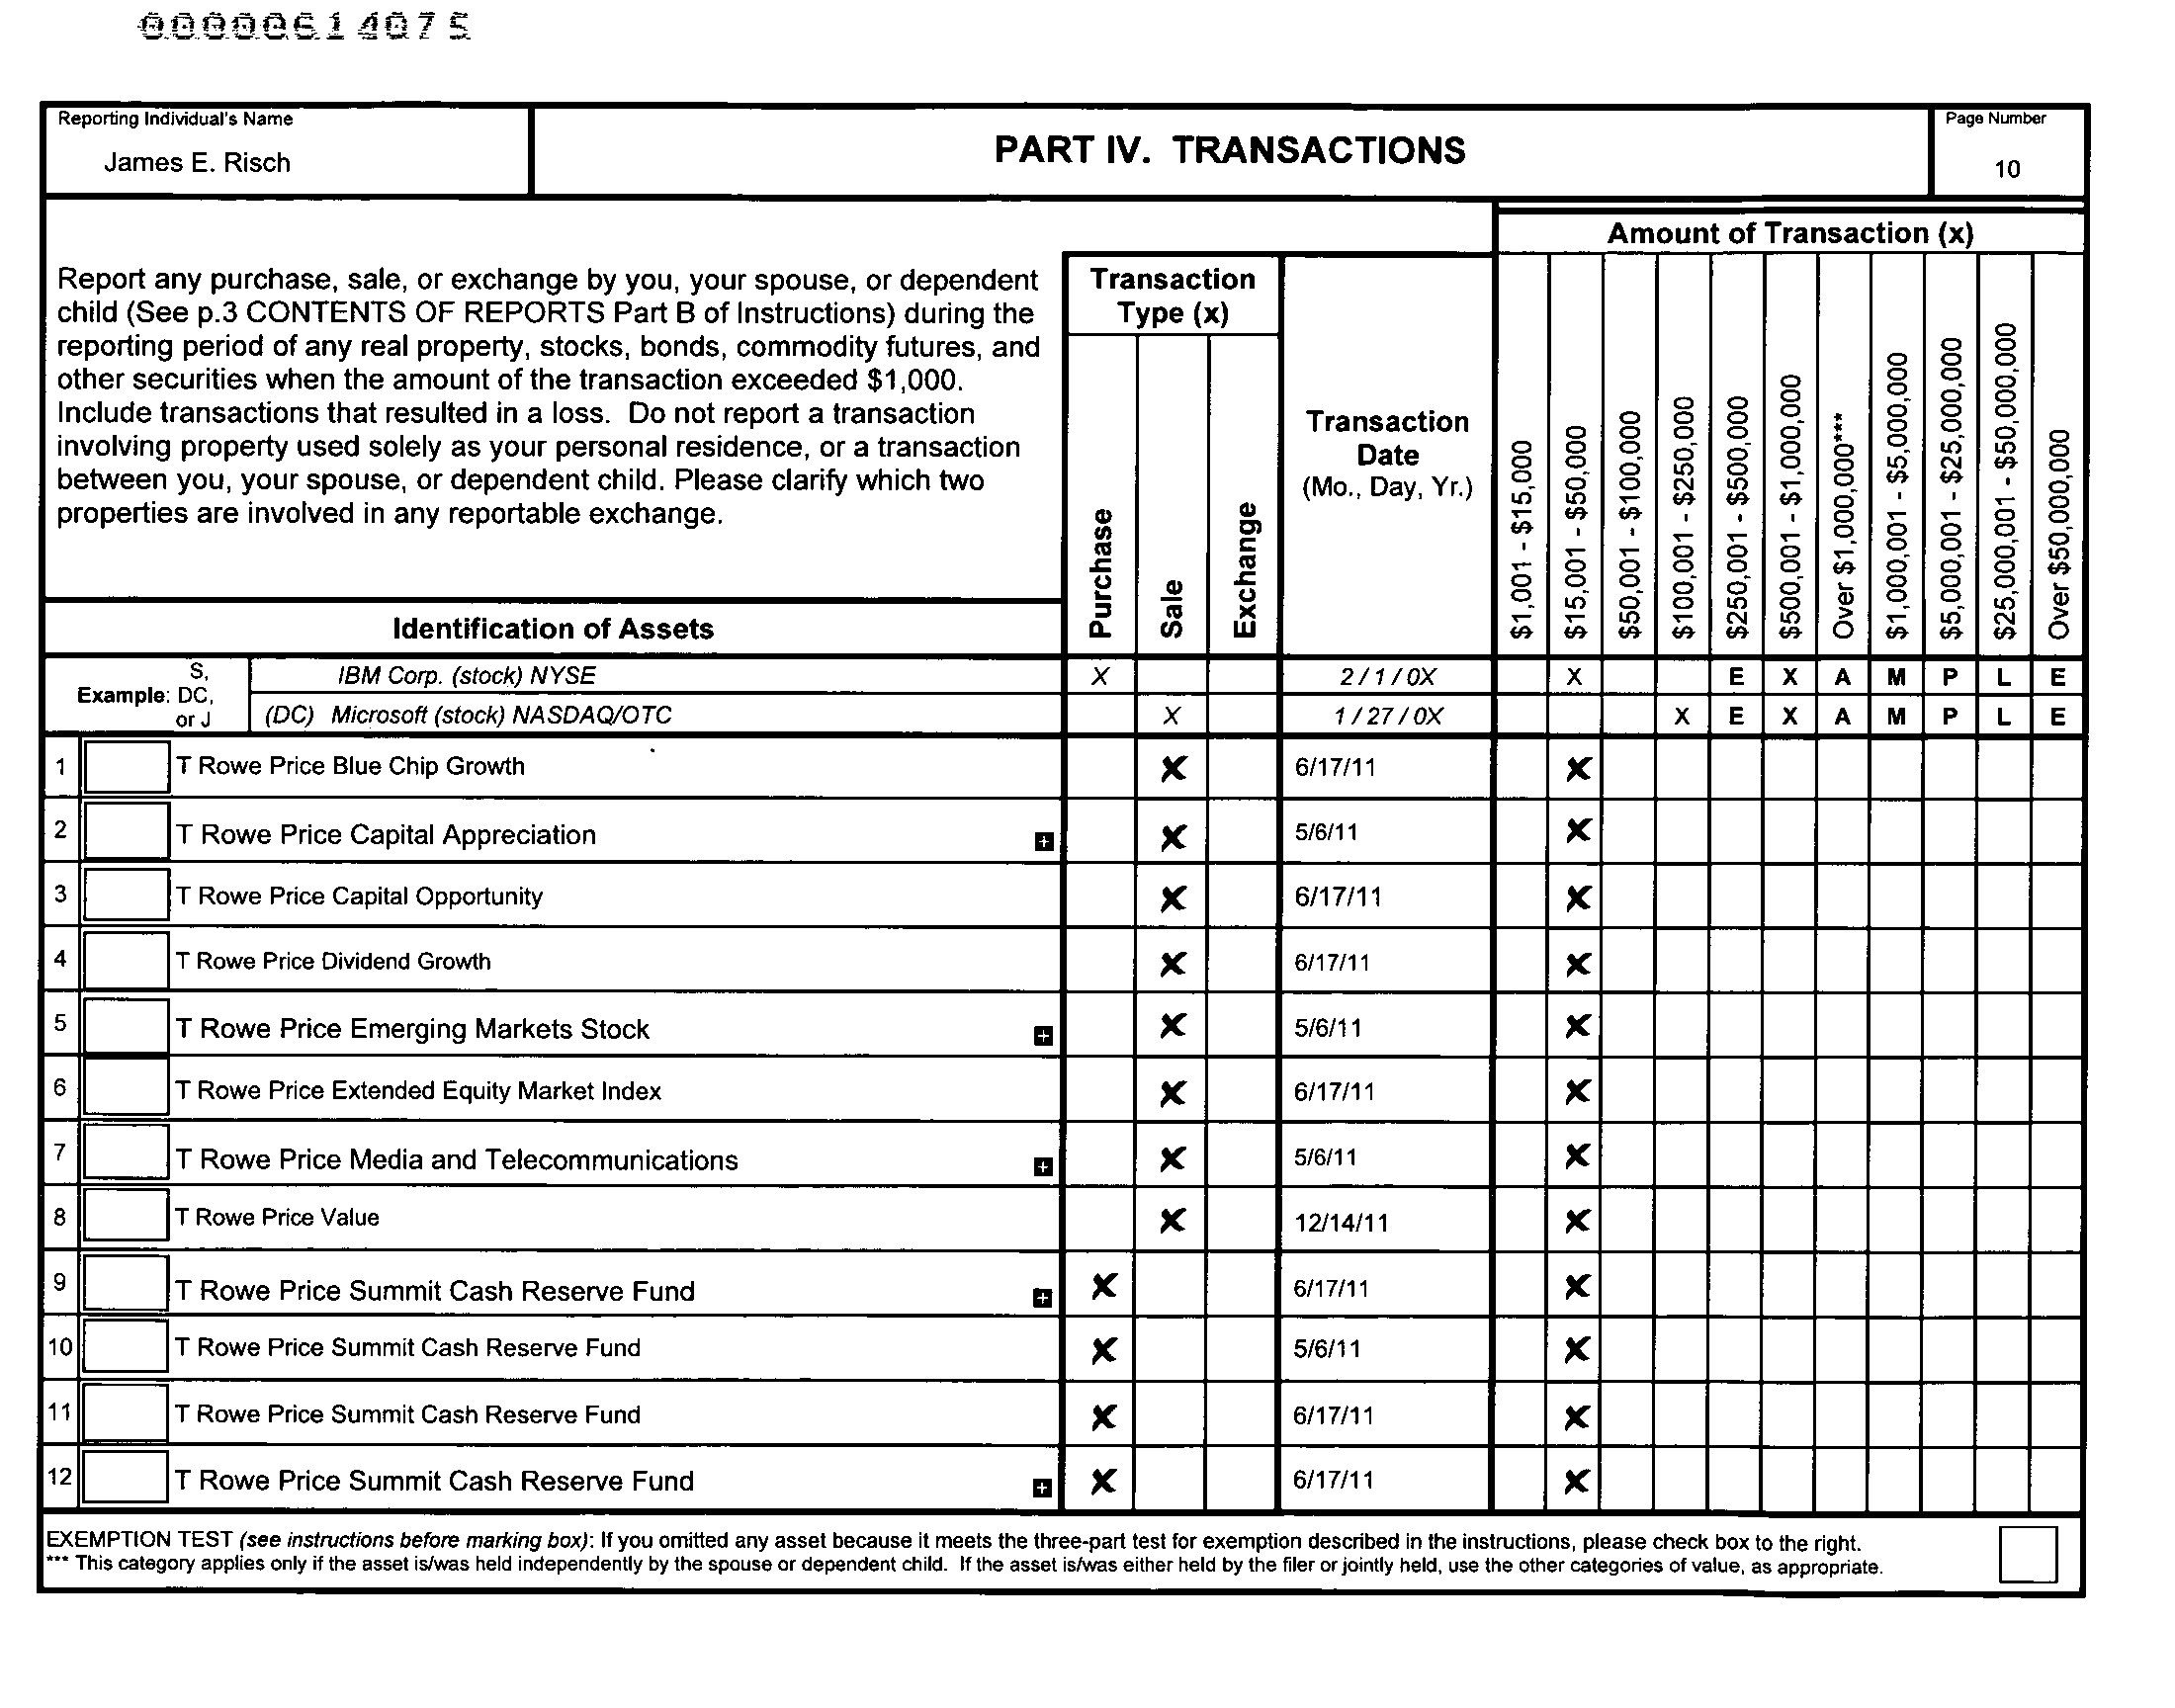 00000614075
Reporting Individual's Name
James E. Risch
PART IV. TRANSACTIONS
Page Number
10
Report any purchase, sale, or exchange by you, your spouse, or dependent
child (See p.3 CONTENTS OF REPORTS Part B of Instructions) during the
reporting period of any real property, stocks, bonds, commodity futures, and
other securities when the amount of the transaction exceeded $1,000.
Include transactions that resulted in a loss. Do not report a transaction
involving property used solely as your personal residence, or a transaction
between you, your spouse, or dependent child. Please clarify which two
properties are involved in any reportable exchange.
Identification of Assets
Transaction
Type (x)
Purchase
Sale
Exchange
Transaction
Date
(Mo., Day, Yr.)
Amount of Transaction (x)
$1,001 - $15,000
$15,001 - $50,000
$50,001 - $100,000
$100,001 - $250,000
$250,001 - $500,000
$500,001 - $1,000,000
Over $1,000,000***
$1,000,001 - $5,000,000
$5,000,001 - $25,000,000
$25,000,001 - $50,000,000
Over $50,000,000
Example: S, DC, or J
IBM Corp. (stock) NYSE X 2 / 1 / 0X X E X A M P L E
(DC) Microsoft (stock) NASDAQ/OTC X 1 / 27 / 0X X E X A M P L E
1 T Rowe Price Blue Chip Growth X 6/17/11 X
2 T Rowe Price Capital Appreciation + X 5/6/11 X
3 T Rowe Price Capital Opportunity X 6/17/11 X
4 T Rowe Price Dividend Growth X 6/17/11 X
5 T Rowe Price Emerging Markets Stock + X 5/6/11 X
6 T Rowe Price Extended Equity Market Index X 6/17/11 X
7 T Rowe Price Media and Telecommunications + X 5/6/11 X
8 T Rowe Price Value X 12/14/11 X
9 T Rowe Price Summit Cash Reserve Fund + X 6/17/11 X
10 T Rowe Price Summit Cash Reserve Fund X 5/6/11 X
11 T Rowe Price Summit Cash Reserve Fund X 6/17/11 X
12 T Rowe Price Summit Cash Reserve Fund + X 6/17/11 X
EXEMPTION TEST (see instructions before marking box): If you omitted any asset because it meets the three-part test for exemption described in the instructions, please check box to the right.
*** This category applies only if the asset is/was held independently by the spouse or dependent child. If the asset is/was either held by the filer or jointly held, use the other categories of value, as appropriate.